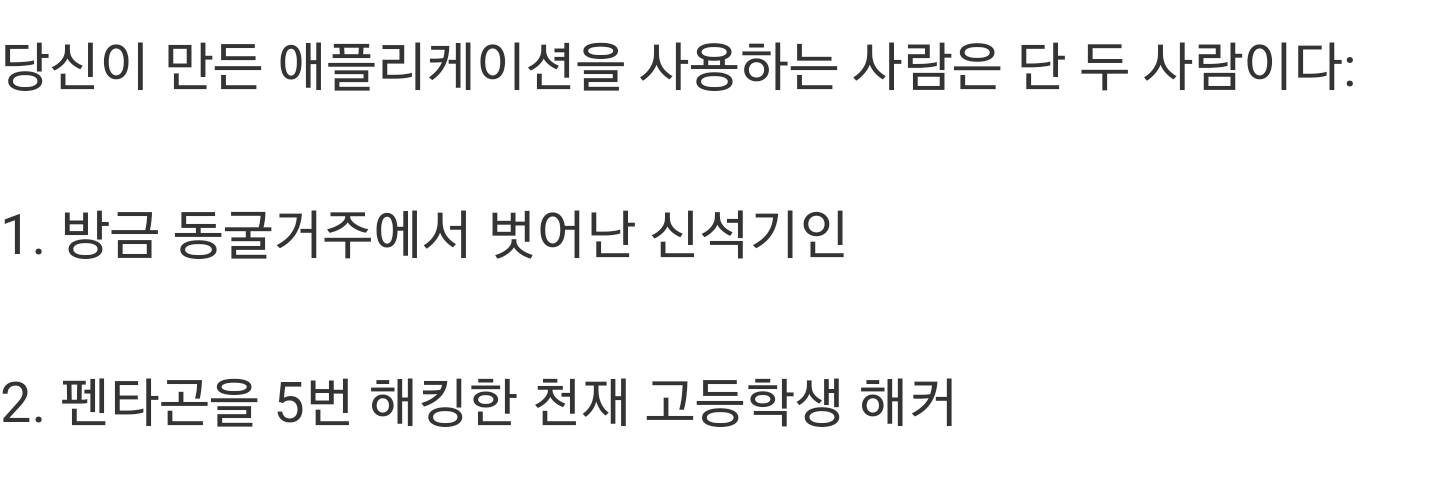 당신이 만든 애플리케이션을 사용하는 사람은 단 두 사람이다:
1. 방금 동굴거주에서 벗어난 신석기인
2. 펜타곤을 5번 해킹한 천재 고등학생 해커